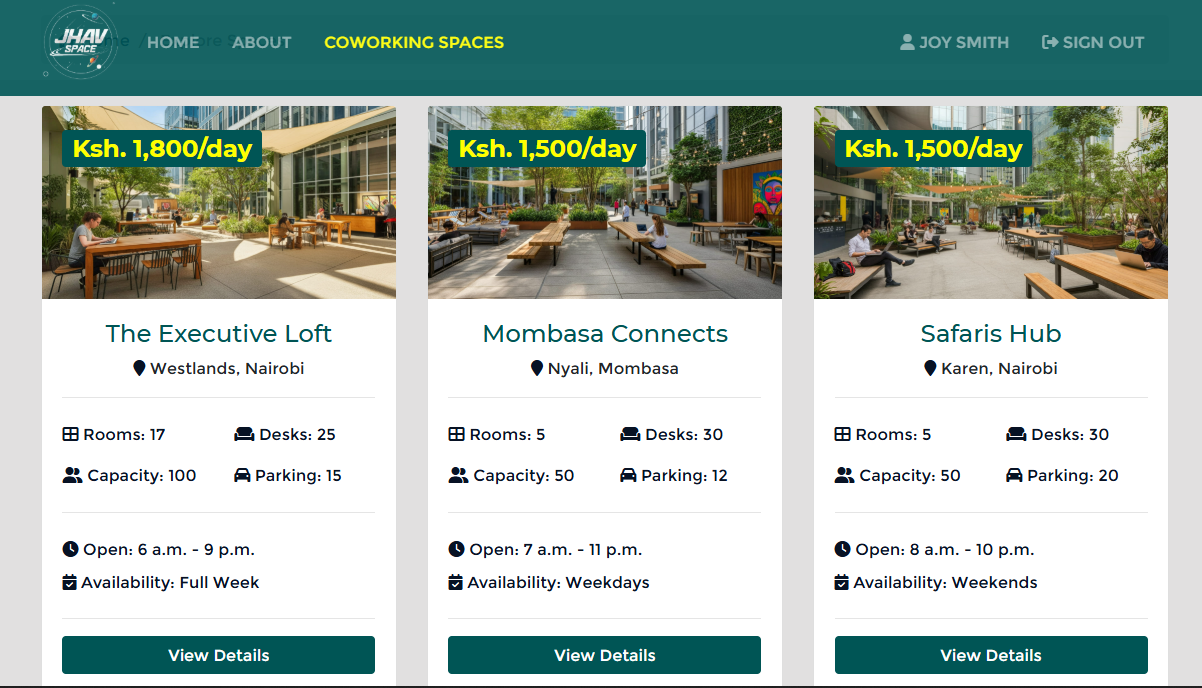 JHAV
SPACE
HOME
ABOUT
COWORKING SPACES
JOY SMITH
SIGN OUT
Ksh. 1,800/day
The Executive Loft
Westlands, Nairobi
Rooms: 17
Desks: 25
Capacity: 100
Parking: 15
Open: 6 a.m. - 9 p.m.
Availability: Full Week
View Details
Ksh. 1,500/day
Mombasa Connects
Nyali, Mombasa
Rooms: 5
Desks: 30
Capacity: 50
Parking: 12
Open: 7 a.m. - 11 p.m.
Availability: Weekdays
View Details
Ksh. 1,500/day
Safaris Hub
Karen, Nairobi
Rooms: 5
Desks: 30
Capacity: 50
Parking: 20
Open: 8 a.m. - 10 p.m.
Availability: Weekends
View Details